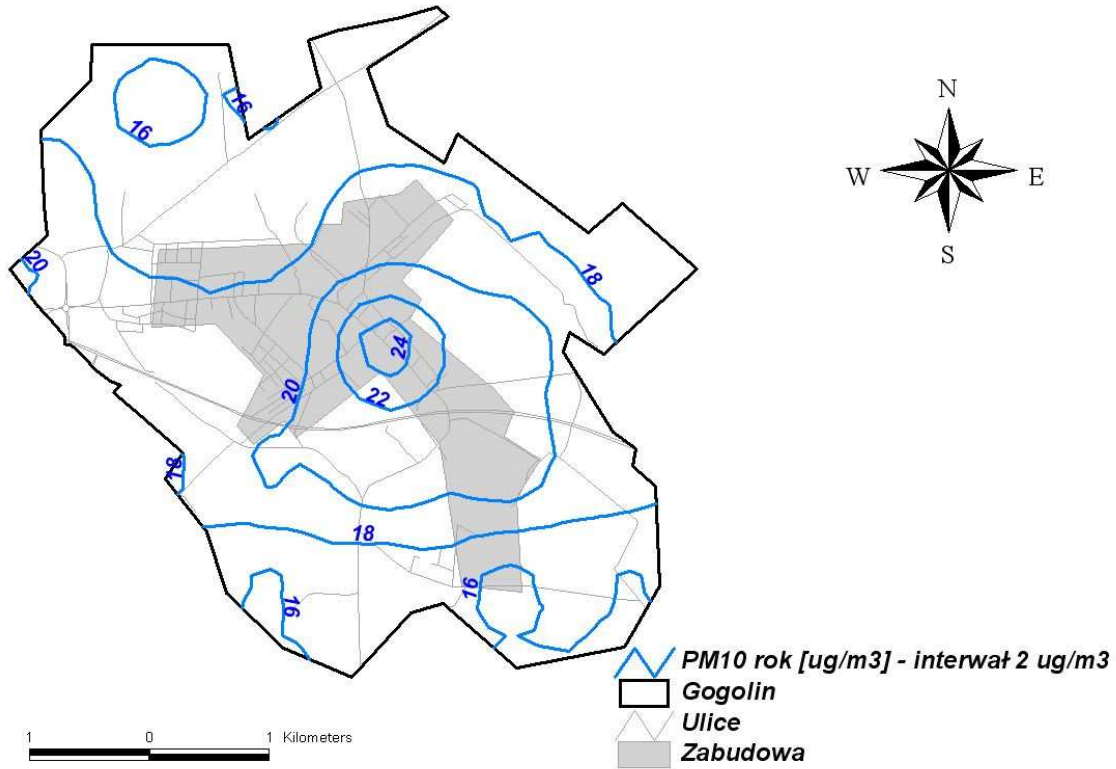 N
W E
S
16
16
20
18
24
20
22
18
18
16
16
PM10 rok [ug/m3] - interwał 2 ug/m3
Gogolin
Ulice
Zabudowa
1 0 1 Kilometers